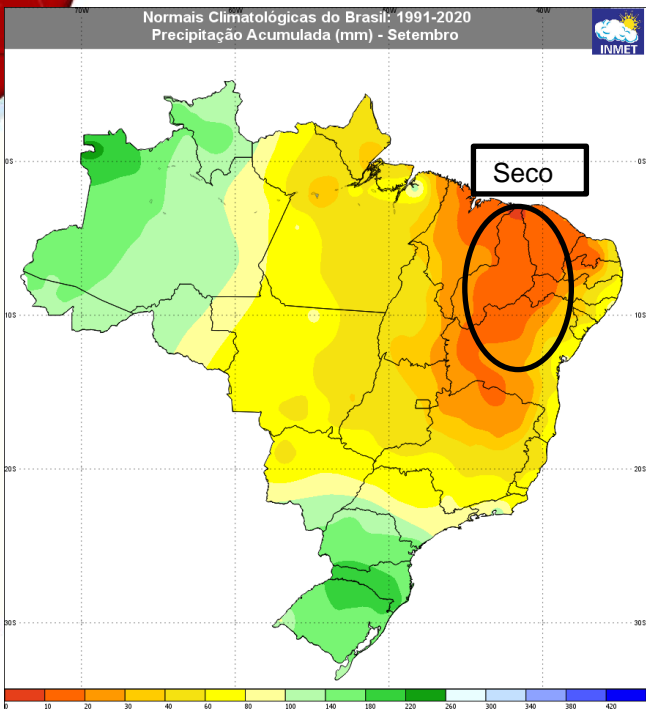 Normais Climatológicas do Brasil: 1991-2020
Precipitação Acumulada (mm) - Setembro
INMET
70W 60W 50W 40W
Seco
0S 0S
10S 10S
20S 20S
30S 30S
0 10 20 30 40 60 80 100 140 180 220 260 300 340 380 420